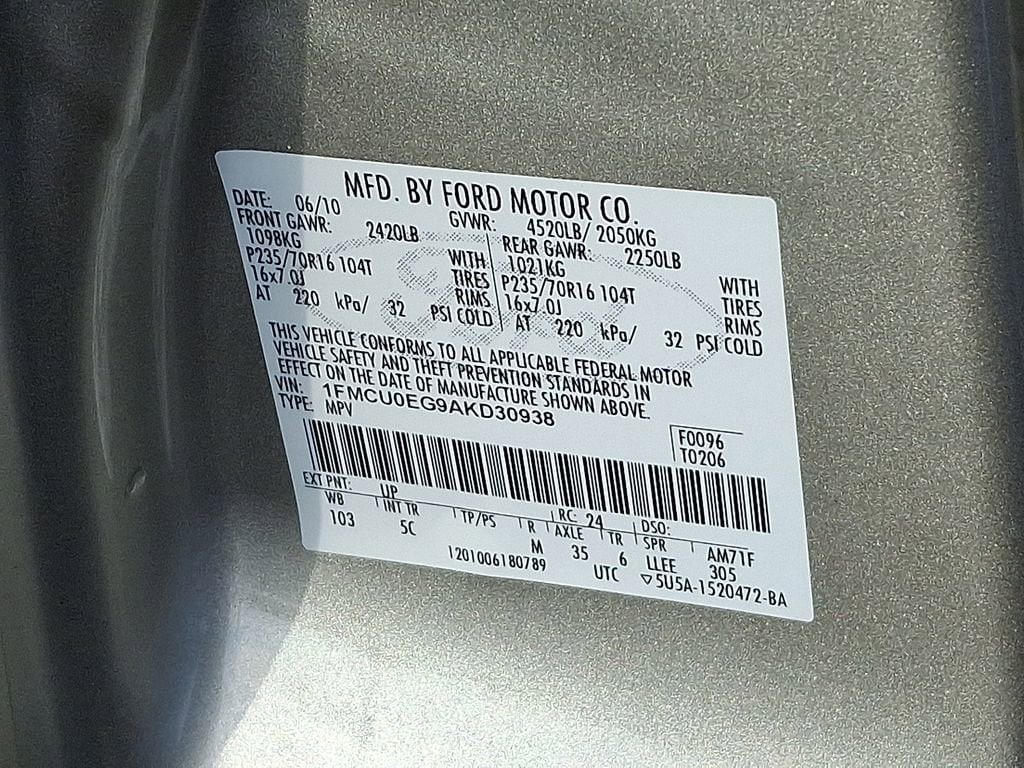 MFD. BY FORD MOTOR CO.
DATE: 06/10 GVWR: 4520LB/ 2050KG
FRONT GAWR: 2420LB REAR GAWR: 2250LB
1098KG WITH 1021KG WITH
P235/70R16 104T TIRES P235/70R16 104T TIRES
16x7.0J RIMS 16x7.0J RIMS
AT 220 kPa/ 32 PSI COLD AT 220 kPa/ 32 PSI COLD
THIS VEHICLE CONFORMS TO ALL APPLICABLE FEDERAL MOTOR
VEHICLE SAFETY AND THEFT PREVENTION STANDARDS IN
EFFECT ON THE DATE OF MANUFACTURE SHOWN ABOVE.
VIN: 1FMCU0EG9AKD30938
TYPE: MPV
F0096
T0206
EXT PNT: UP RC: 24 DSO:
WB INT TR TP/PS R AXLE TR SPR AM71F
103 5C M 35 6 LLEE 305
1201006180789 UTC ▽5U5A-1520472-BA